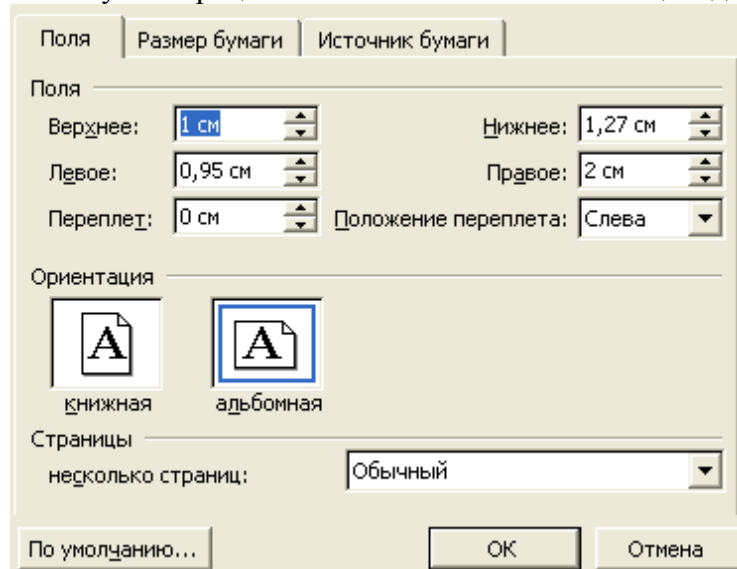 Поля Размер бумаги Источник бумаги
Поля
Верхнее: 1 см Нижнее: 1,27 см
Левое: 0,95 см Правое: 2 см
Переплет: 0 см Положение переплета: Слева
Ориентация
A A
книжная альбомная
Страницы
несколько страниц: Обычный
По умолчанию... ОК Отмена